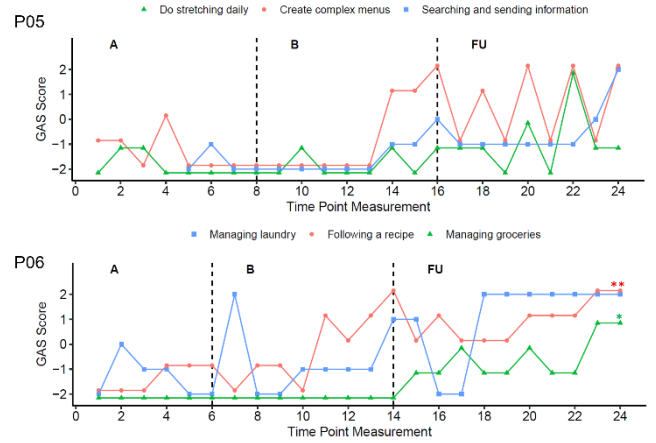 Do stretching daily Create complex menus Searching and sending information
P05
A B FU
2
1
0
−1
−2
GAS Score
0 2 4 6 8 10 12 14 16 18 20 22 24
Time Point Measurement
Managing laundry Following a recipe Managing groceries
P06
A B FU
**
*
2
1
0
−1
−2
GAS Score
0 2 4 6 8 10 12 14 16 18 20 22 24
Time Point Measurement